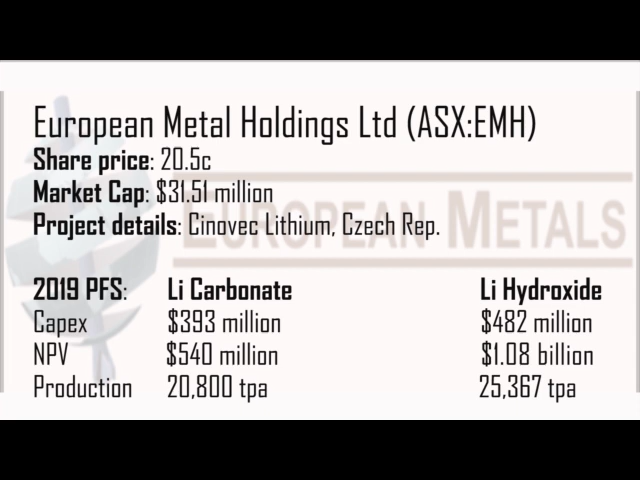 European Metal Holdings Ltd (ASX:EMH)
Share price: 20.5c
Market Cap: $31.51 million
Project details: Cinovec Lithium, Czech Rep.
EUROPEAN METALS
2019 PFS: Li Carbonate Li Hydroxide
Capex $393 million $482 million
NPV $540 million $1.08 billion
Production 20,800 tpa 25,367 tpa